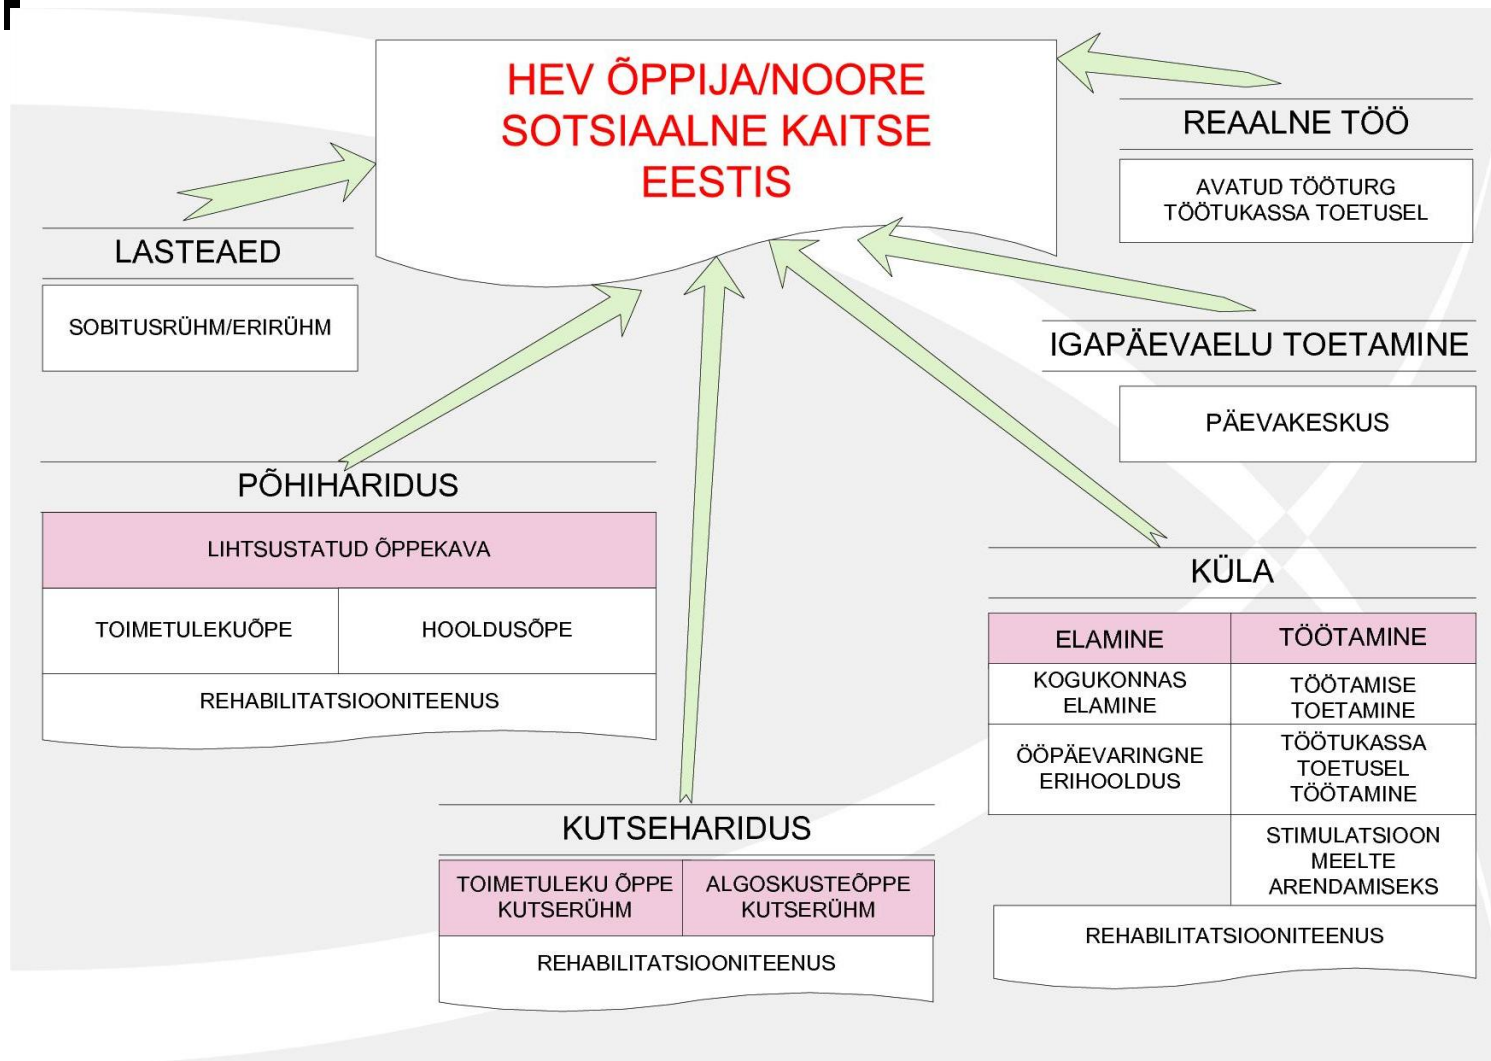 HEV ÕPPIJA/NOORE
SOTSIAALNE KAITSE
EESTIS
REAALNE TÖÖ
AVATUD TÖÖTURG
TÖÖTUKASSA TOETUSEL
LASTEAED
SOBITUSRÜHM/ERIRÜHM
IGAPÄEVAELU TOETAMINE
PÄEVAKESKUS
PÕHIHARIDUS
LIHTSUSTATUD ÕPPEKAVA
TOIMETULEKUÕPE
HOOLDUSÕPE
REHABILITATSIOONITEENUS
KUTSEHARIDUS
TOIMETULEKU ÕPPE
KUTSERÜHM
ALGOSKUSTEÕPPE
KUTSERÜHM
REHABILITATSIOONITEENUS
KÜLA
ELAMINE
TÖÖTAMINE
KOGUKONNAS
ELAMINE
TÖÖTAMISE
TOETAMINE
ÖÖPÄEVARINGNE
ERIHOOLDUS
TÖÖTUKASSA
TOETUSEL
TÖÖTAMINE
STIMULATSIOON
MEELTE
ARENDAMISEKS
REHABILITATSIOONITEENUS